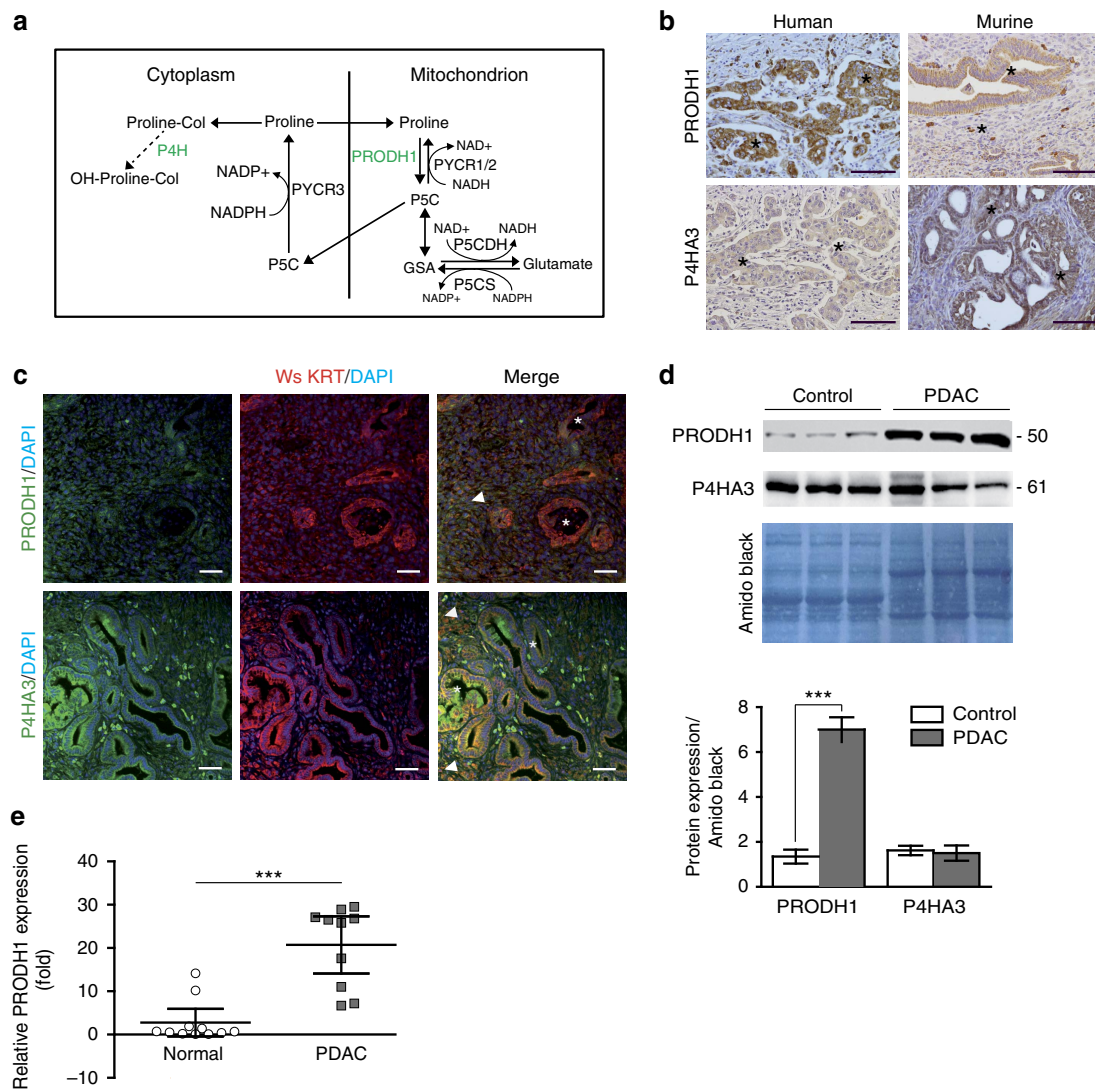 a
Cytoplasm
Mitochondrion
Proline-Col
Proline
Proline
P4H
OH-Proline-Col
NADP+
PYCR3
NADPH
P5C
PRODH1
NAD+
PYCR1/2
NADH
P5C
NAD+
NADH
P5CDH
GSA
Glutamate
P5CS
NADP+
NADPH
b
Human
Murine
PRODH1
*
*
*
*
P4HA3
*
*
*
*
c
Ws KRT/DAPI
Merge
PRODH1/DAPI
*
*
P4HA3/DAPI
*
*
d
Control
PDAC
PRODH1
- 50
P4HA3
- 61
Amido black
Protein expression/
Amido black
8
6
4
2
0
***
Control
PDAC
PRODH1
P4HA3
e
Relative PRODH1 expression
(fold)
40
30
20
10
0
–10
***
Normal
PDAC